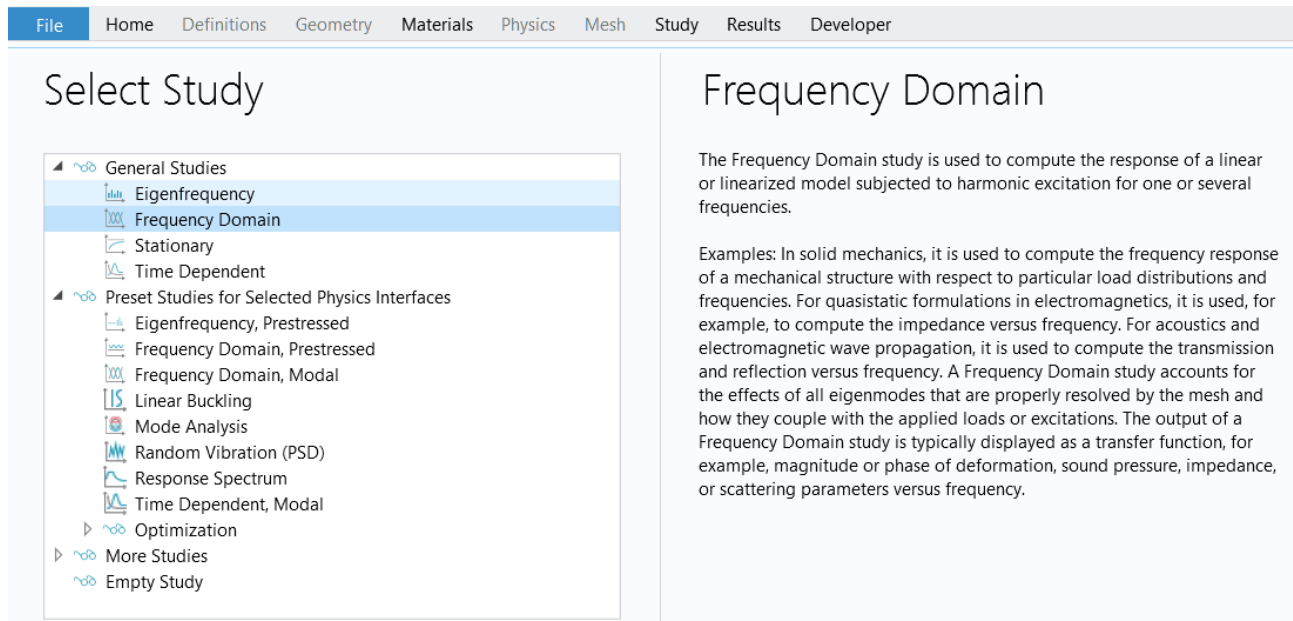 File Home Definitions Geometry Materials Physics Mesh Study Results Developer
Select Study
General Studies
Eigenfrequency
Frequency Domain
Stationary
Time Dependent
Preset Studies for Selected Physics Interfaces
Eigenfrequency, Prestressed
Frequency Domain, Prestressed
Frequency Domain, Modal
Linear Buckling
Mode Analysis
Random Vibration (PSD)
Response Spectrum
Time Dependent, Modal
Optimization
More Studies
Empty Study
Frequency Domain
The Frequency Domain study is used to compute the response of a linear
or linearized model subjected to harmonic excitation for one or several
frequencies.
Examples: In solid mechanics, it is used to compute the frequency response
of a mechanical structure with respect to particular load distributions and
frequencies. For quasistatic formulations in electromagnetics, it is used, for
example, to compute the impedance versus frequency. For acoustics and
electromagnetic wave propagation, it is used to compute the transmission
and reflection versus frequency. A Frequency Domain study accounts for
the effects of all eigenmodes that are properly resolved by the mesh and
how they couple with the applied loads or excitations. The output of a
Frequency Domain study is typically displayed as a transfer function, for
example, magnitude or phase of deformation, sound pressure, impedance,
or scattering parameters versus frequency.